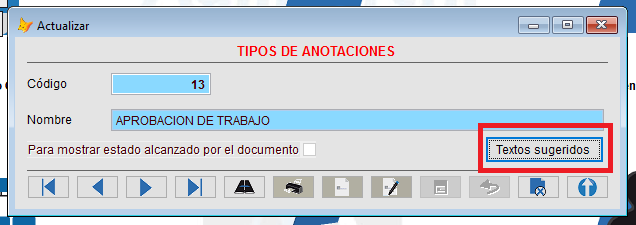 Actualizar
TIPOS DE ANOTACIONES
Código 13
Nombre APROBACION DE TRABAJO
Para mostrar estado alcanzado por el documento Textos sugeridos